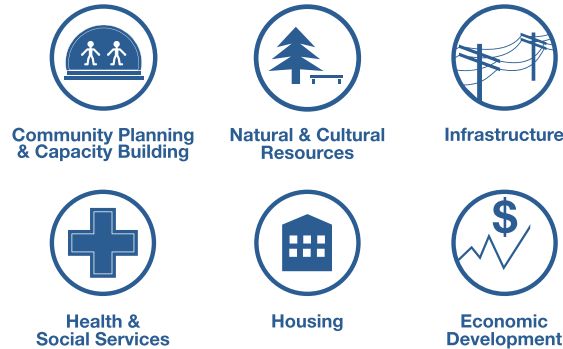 Community Planning
& Capacity Building
Natural & Cultural
Resources
Infrastructure
$
Health &
Social Services
Housing
Economic
Development